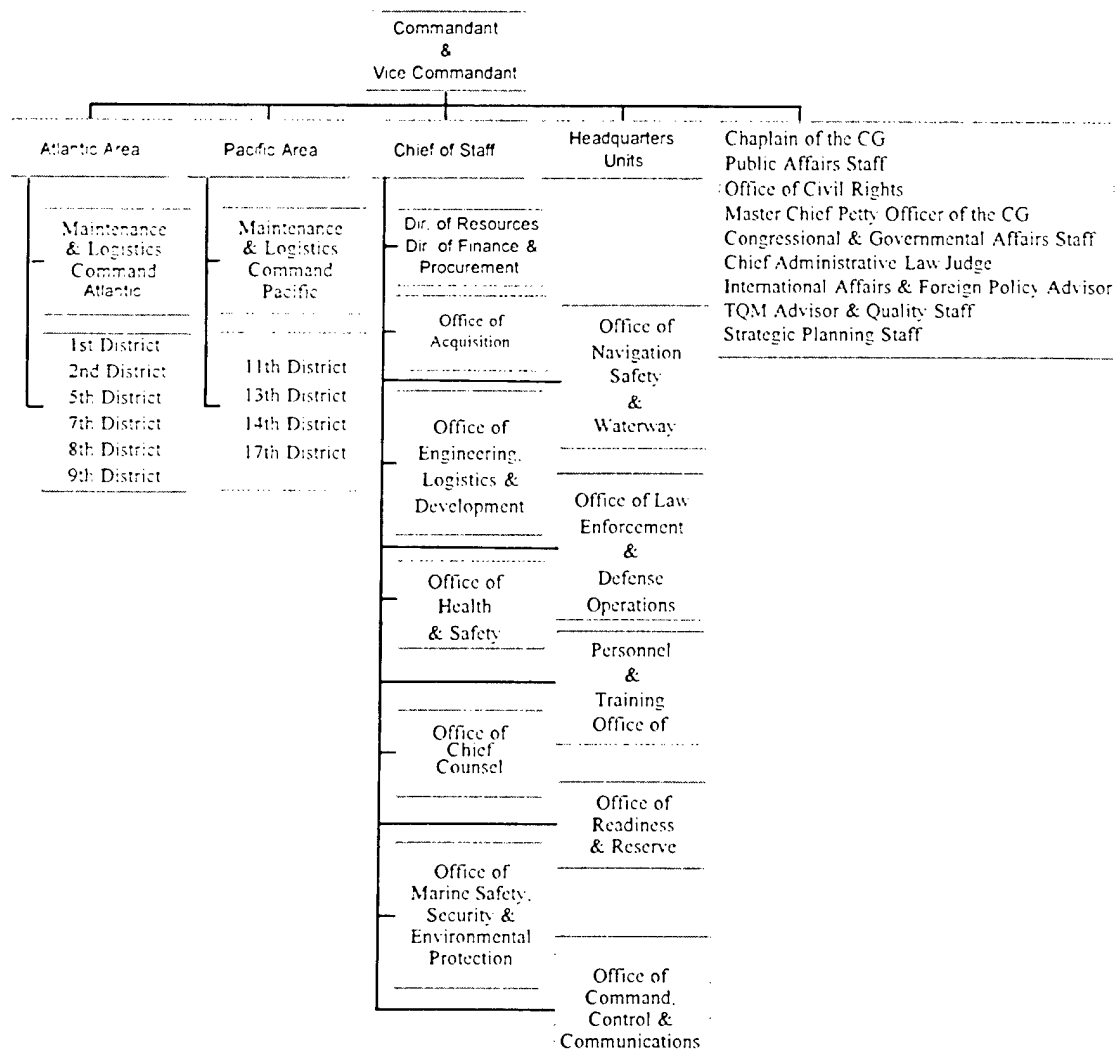 Commandant
&
Vice Commandant
Atlantic Area
Pacific Area
Chief of Staff
Headquarters
Units
Chaplain of the CG
Public Affairs Staff
Office of Civil Rights
Master Chief Petty Officer of the CG
Congressional & Governmental Affairs Staff
Chief Administrative Law Judge
International Affairs & Foreign Policy Advisor
TQM Advisor & Quality Staff
Strategic Planning Staff
Maintenance
& Logistics
Command
Atlantic
1st District
2nd District
5th District
7th District
8th District
9th District
Maintenance
& Logistics
Command
Pacific
11th District
13th District
14th District
17th District
Dir. of Resources
Dir. of Finance &
Procurement
Office of
Acquisition
Office of
Engineering,
Logistics &
Development
Office of
Health
& Safety
Office of
Chief
Counsel
Office of
Marine Safety,
Security &
Environmental
Protection
Office of
Navigation
Safety
&
Waterway
Office of Law
Enforcement
&
Defense
Operations
Personnel
&
Training
Office of
Office of
Readiness
& Reserve
Office of
Command,
Control &
Communications